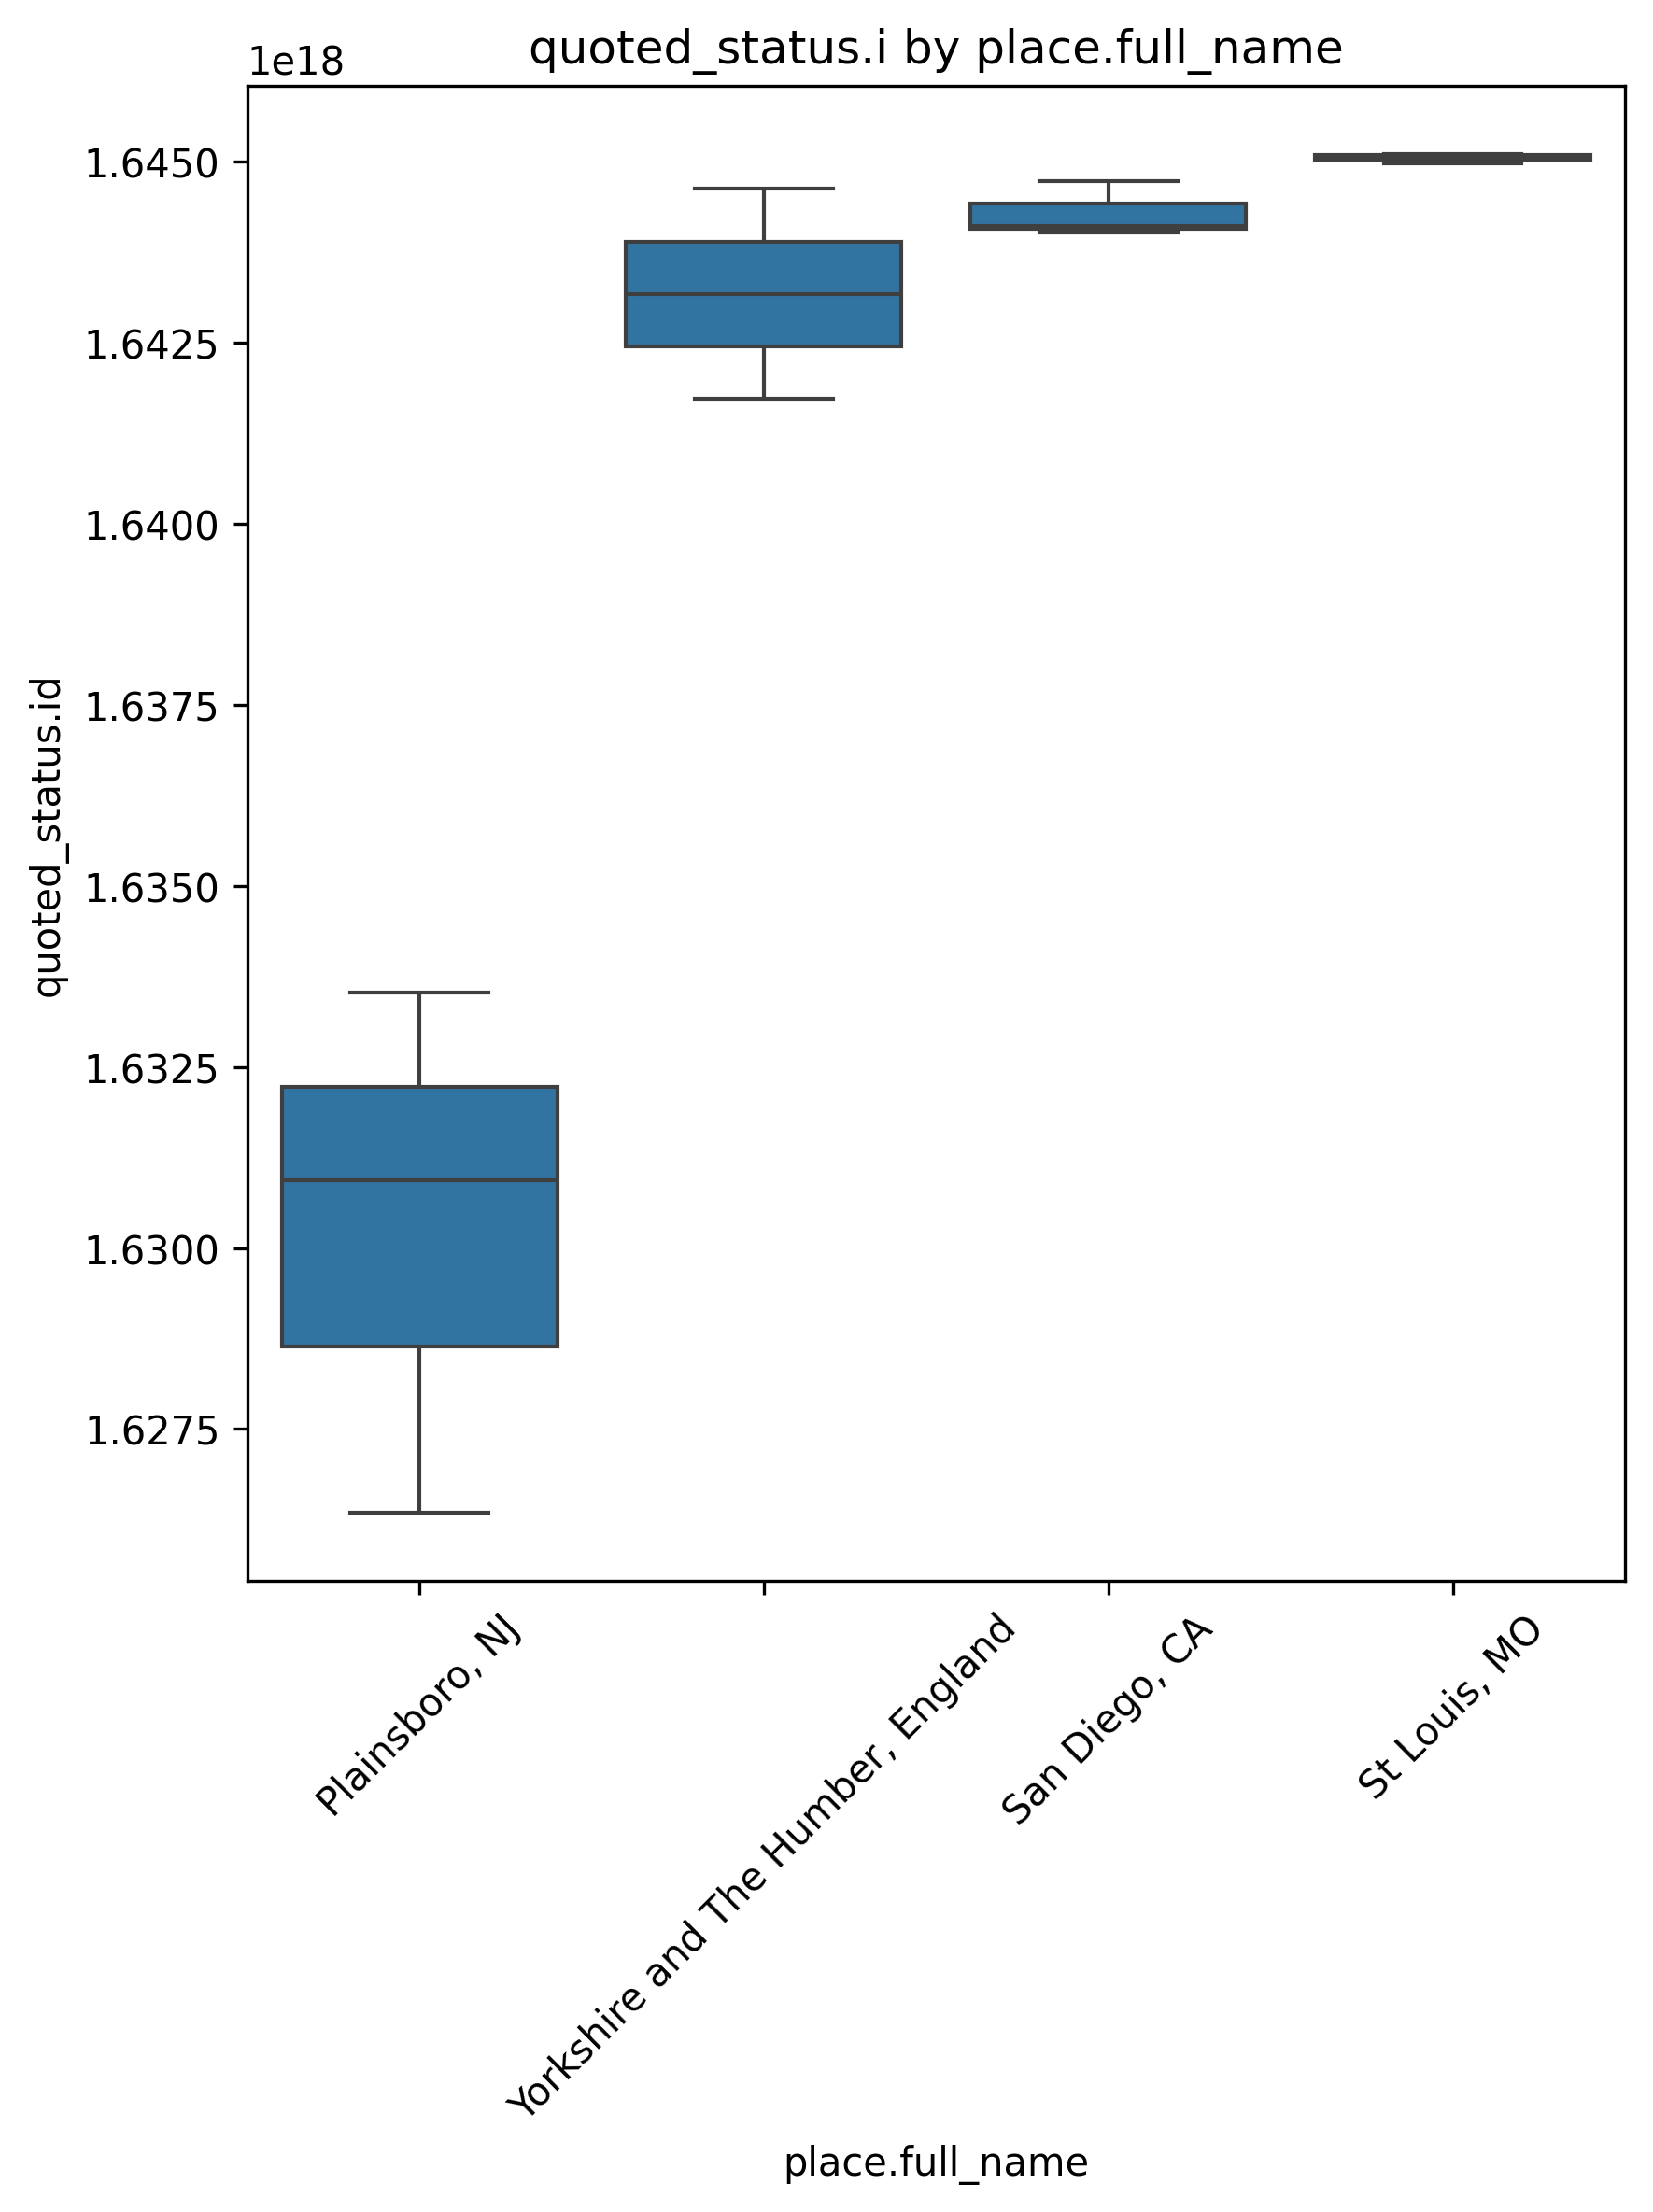 quoted_status.i by place.full_name
1e18
1.6450
1.6425
1.6400
1.6375
1.6350
1.6325
1.6300
1.6275
quoted_status.id
Plainsboro, NJ
Yorkshire and The Humber, England
San Diego, CA
St Louis, MO
place.full_name